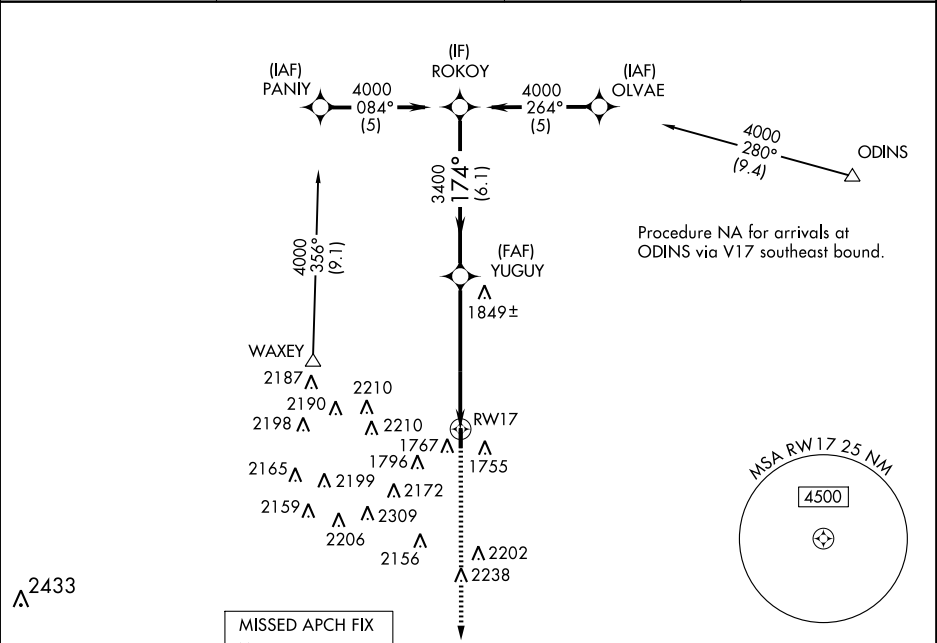 (IF)
ROKOY
(IAF)
PANIY
(IAF)
OLVAE
4000
084°
(5)
4000
264°
(5)
4000
280°
(9.4)
ODINS
3400
174°
(6.1)
Procedure NA for arrivals at
ODINS via V17 southeast bound.
4000
356°
(9.1)
(FAF)
YUGUY
1849±
WAXEY
2187
2190
2210
2198
2210
RW17
1767
1755
1796
2165
2199
2172
2159
2309
2206
2156
2202
2238
MSA RW17 25 NM
4500
2433
MISSED APCH FIX